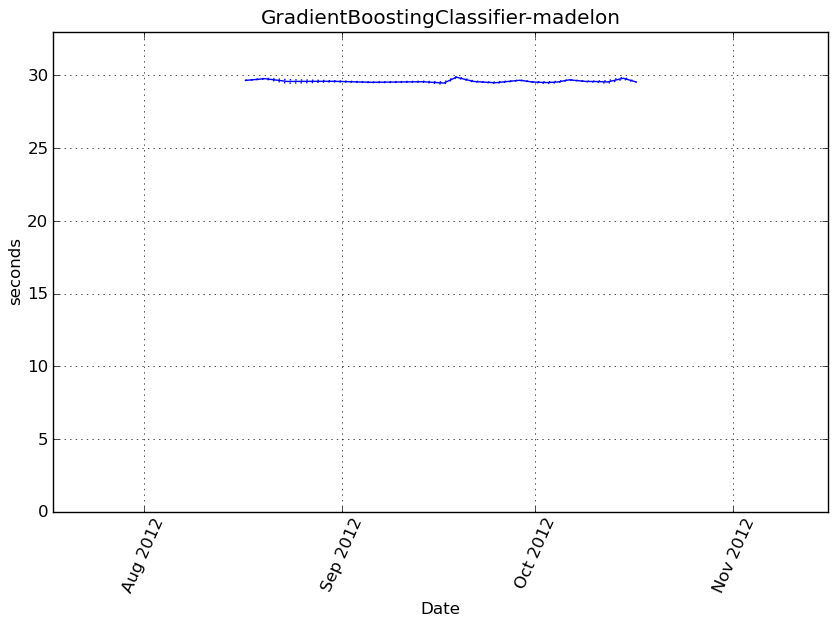 GradientBoostingClassifier-madelon
30
25
20
15
10
5
0
seconds
Aug 2012
Sep 2012
Oct 2012
Nov 2012
Date